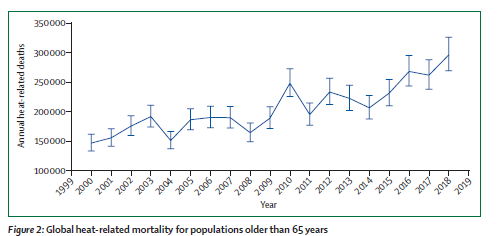 350000
300000
250000
200000
150000
100000
Annual heat-related deaths
1999 2000 2001 2002 2003 2004 2005 2006 2007 2008 2009 2010 2011 2012 2013 2014 2015 2016 2017 2018 2019
Year
Figure 2: Global heat-related mortality for populations older than 65 years